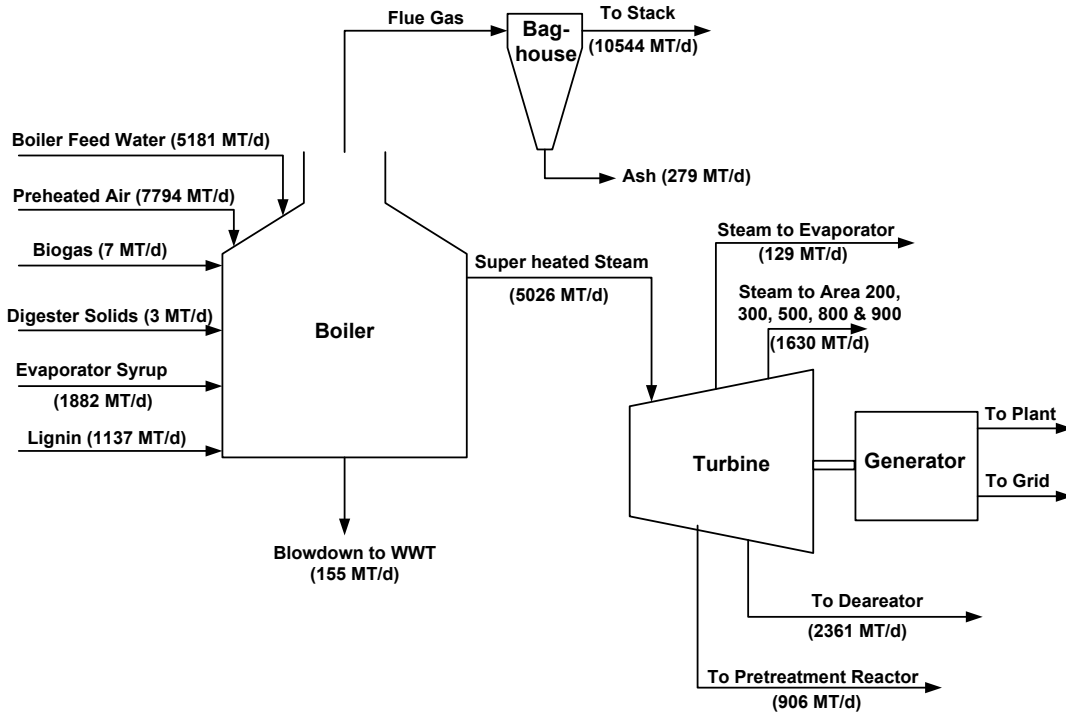 Flue Gas
Bag-
house
To Stack
(10544 MT/d)
Ash (279 MT/d)
Boiler Feed Water (5181 MT/d)
Preheated Air (7794 MT/d)
Biogas (7 MT/d)
Digester Solids (3 MT/d)
Evaporator Syrup
(1882 MT/d)
Lignin (1137 MT/d)
Boiler
Blowdown to WWT
(155 MT/d)
Super heated Steam
(5026 MT/d)
Steam to Evaporator
(129 MT/d)
Steam to Area 200,
300, 500, 800 & 900
(1630 MT/d)
Turbine
Generator
To Plant
To Grid
To Deareator
(2361 MT/d)
To Pretreatment Reactor
(906 MT/d)